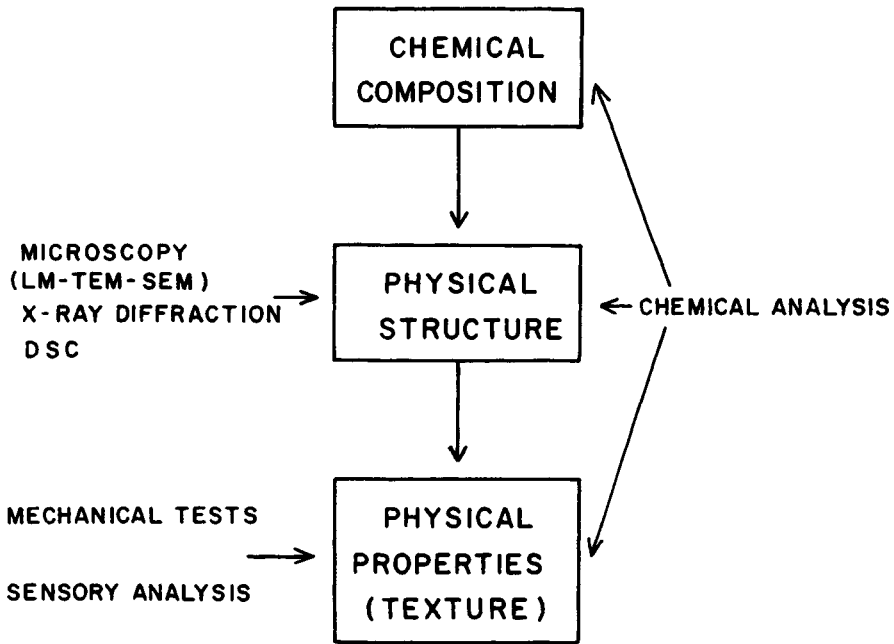 CHEMICAL
COMPOSITION
MICROSCOPY
(LM-TEM-SEM)
X-RAY DIFFRACTION
DSC
PHYSICAL
STRUCTURE
CHEMICAL ANALYSIS
MECHANICAL TESTS
SENSORY ANALYSIS
PHYSICAL
PROPERTIES
(TEXTURE)